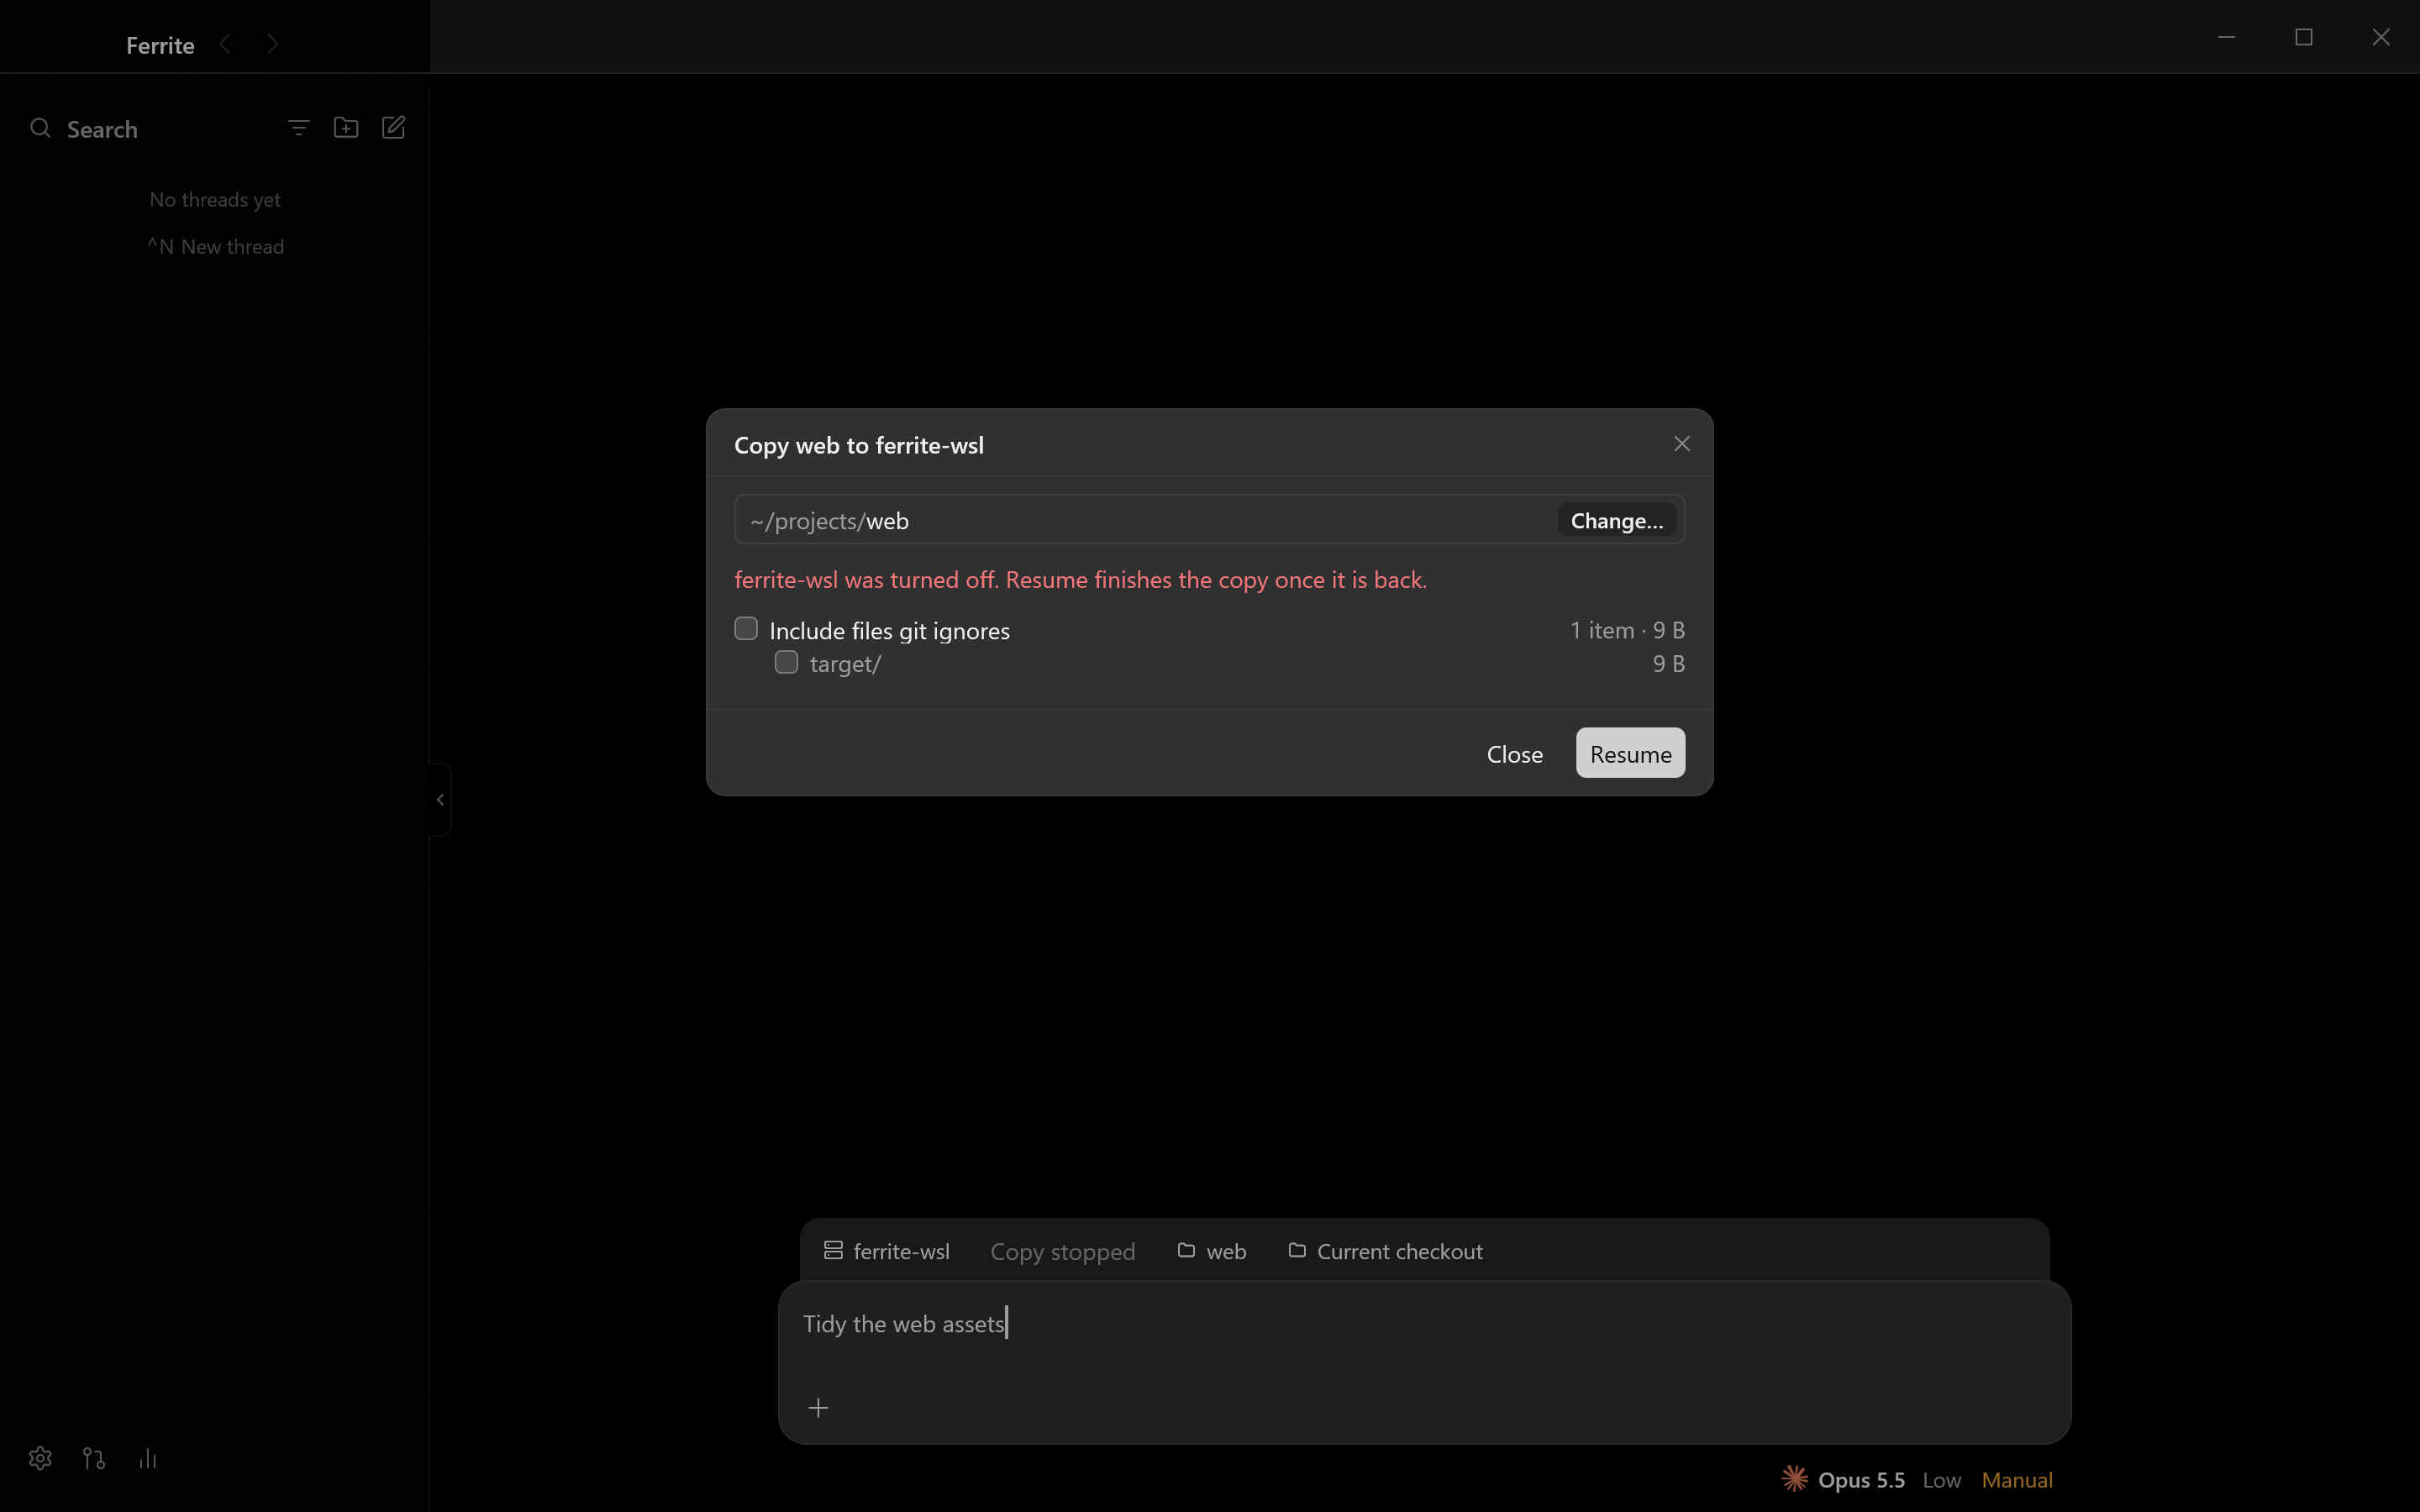 Ferrite
Search
No threads yet
^N New thread
Copy web to ferrite-wsl
~/projects/web
Change...
ferrite-wsl was turned off. Resume finishes the copy once it is back.
Include files git ignores
1 item · 9 B
target/
9 B
Close
Resume
ferrite-wsl
Copy stopped
web
Current checkout
Tidy the web assets
Opus 5.5
Low
Manual